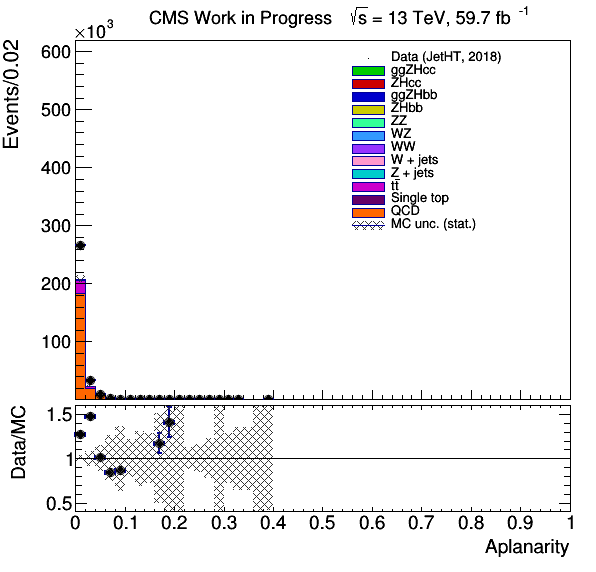 CMS Work in Progress √s = 13 TeV, 59.7 fb⁻¹
×10³
Events/0.02
600
500
400
300
200
100
Data (JetHT, 2018)
ggZHcc
ZHcc
ggZHbb
ZHbb
ZZ
WZ
WW
W + jets
Z + jets
tt̄
Single top
QCD
MC unc. (stat.)
Data/MC
1.5
1
0.5
0 0.1 0.2 0.3 0.4 0.5 0.6 0.7 0.8 0.9 1
Aplanarity